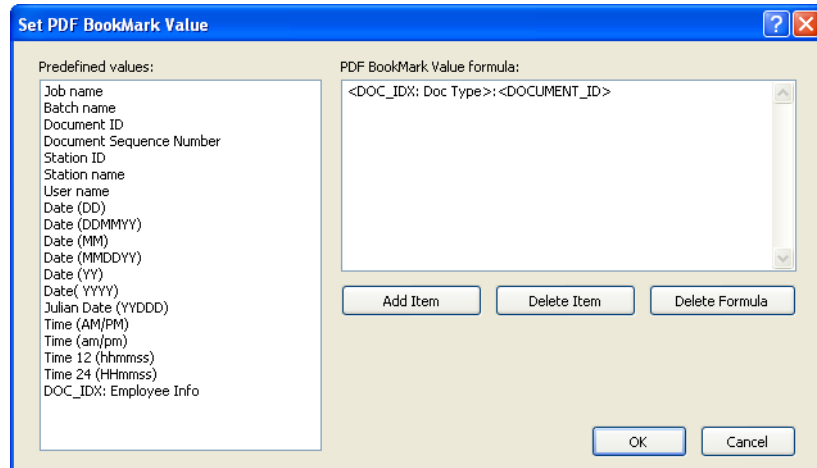 Set PDF BookMark Value
Predefined values:
Job name
Batch name
Document ID
Document Sequence Number
Station ID
Station name
User name
Date (DD)
Date (DDMMYY)
Date (MM)
Date (MMDDYY)
Date (YY)
Date( YYYY)
Julian Date (YYDDD)
Time (AM/PM)
Time (am/pm)
Time 12 (hhmmss)
Time 24 (HHmmss)
DOC_IDX: Employee Info
PDF BookMark Value formula:
<DOC_IDX: Doc Type>:<DOCUMENT_ID>
Add Item
Delete Item
Delete Formula
OK
Cancel